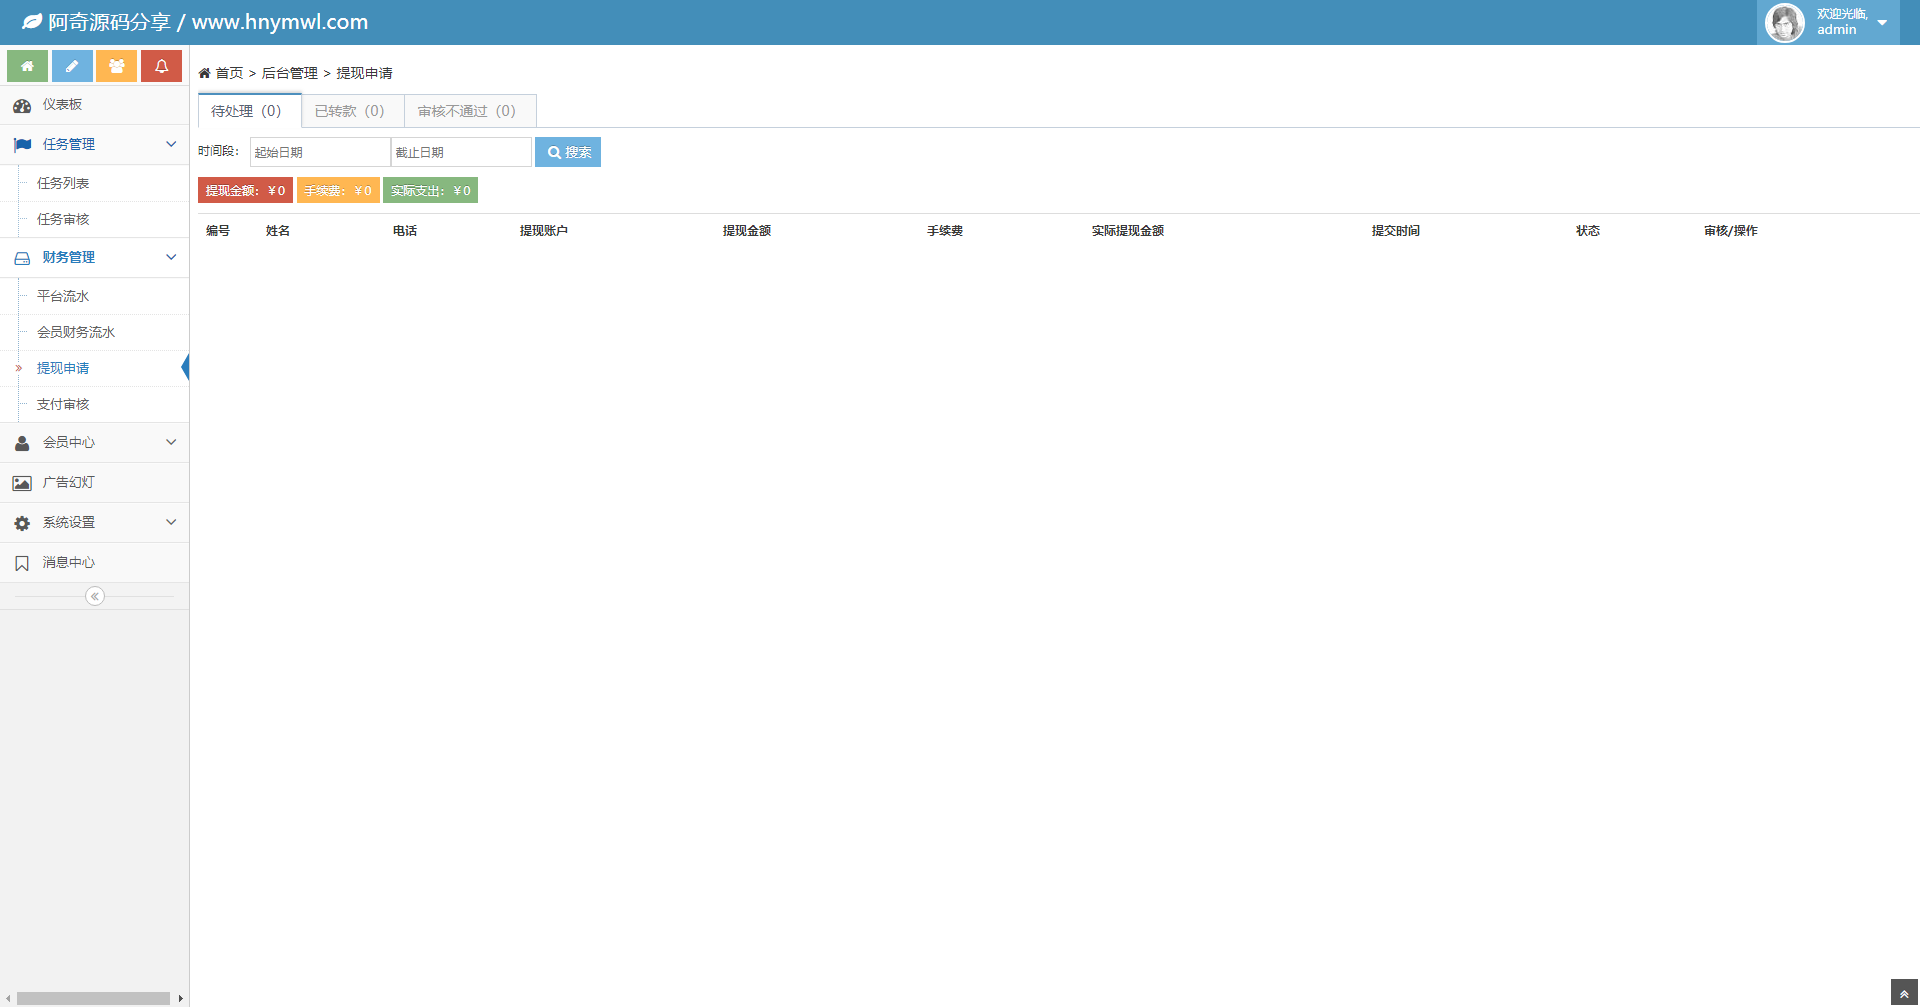 阿奇源码分享 / www.hnymwl.com
欢迎光临,
admin
仪表板
任务管理
任务列表
任务审核
财务管理
平台流水
会员财务流水
提现申请
支付审核
会员中心
广告幻灯
系统设置
消息中心
首页 > 后台管理 > 提现申请
待处理（0） 已转款（0） 审核不通过（0）
时间段： 起始日期 截止日期 搜索
提现金额：￥0 手续费：￥0 实际支出：￥0
编号 姓名 电话 提现账户 提现金额 手续费 实际提现金额 提交时间 状态 审核/操作